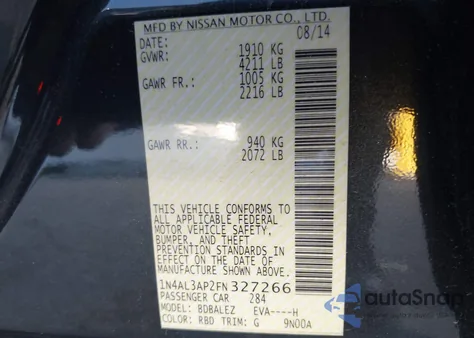 MFD BY NISSAN MOTOR CO., LTD.
DATE: 08/14
GVWR: 1910 KG
4211 LB
GAWR FR.: 1005 KG
2216 LB
GAWR RR.: 940 KG
2072 LB
THIS VEHICLE CONFORMS TO
ALL APPLICABLE FEDERAL
MOTOR VEHICLE SAFETY,
BUMPER, AND THEFT
PREVENTION STANDARDS IN
EFFECT ON THE DATE OF
MANUFACTURE SHOWN ABOVE.
1N4AL3AP2FN327266
PASSENGER CAR 284
MODEL: BDBALEZ EVA----H
COLOR: RBD TRIM: G 9N00A
autoSnap